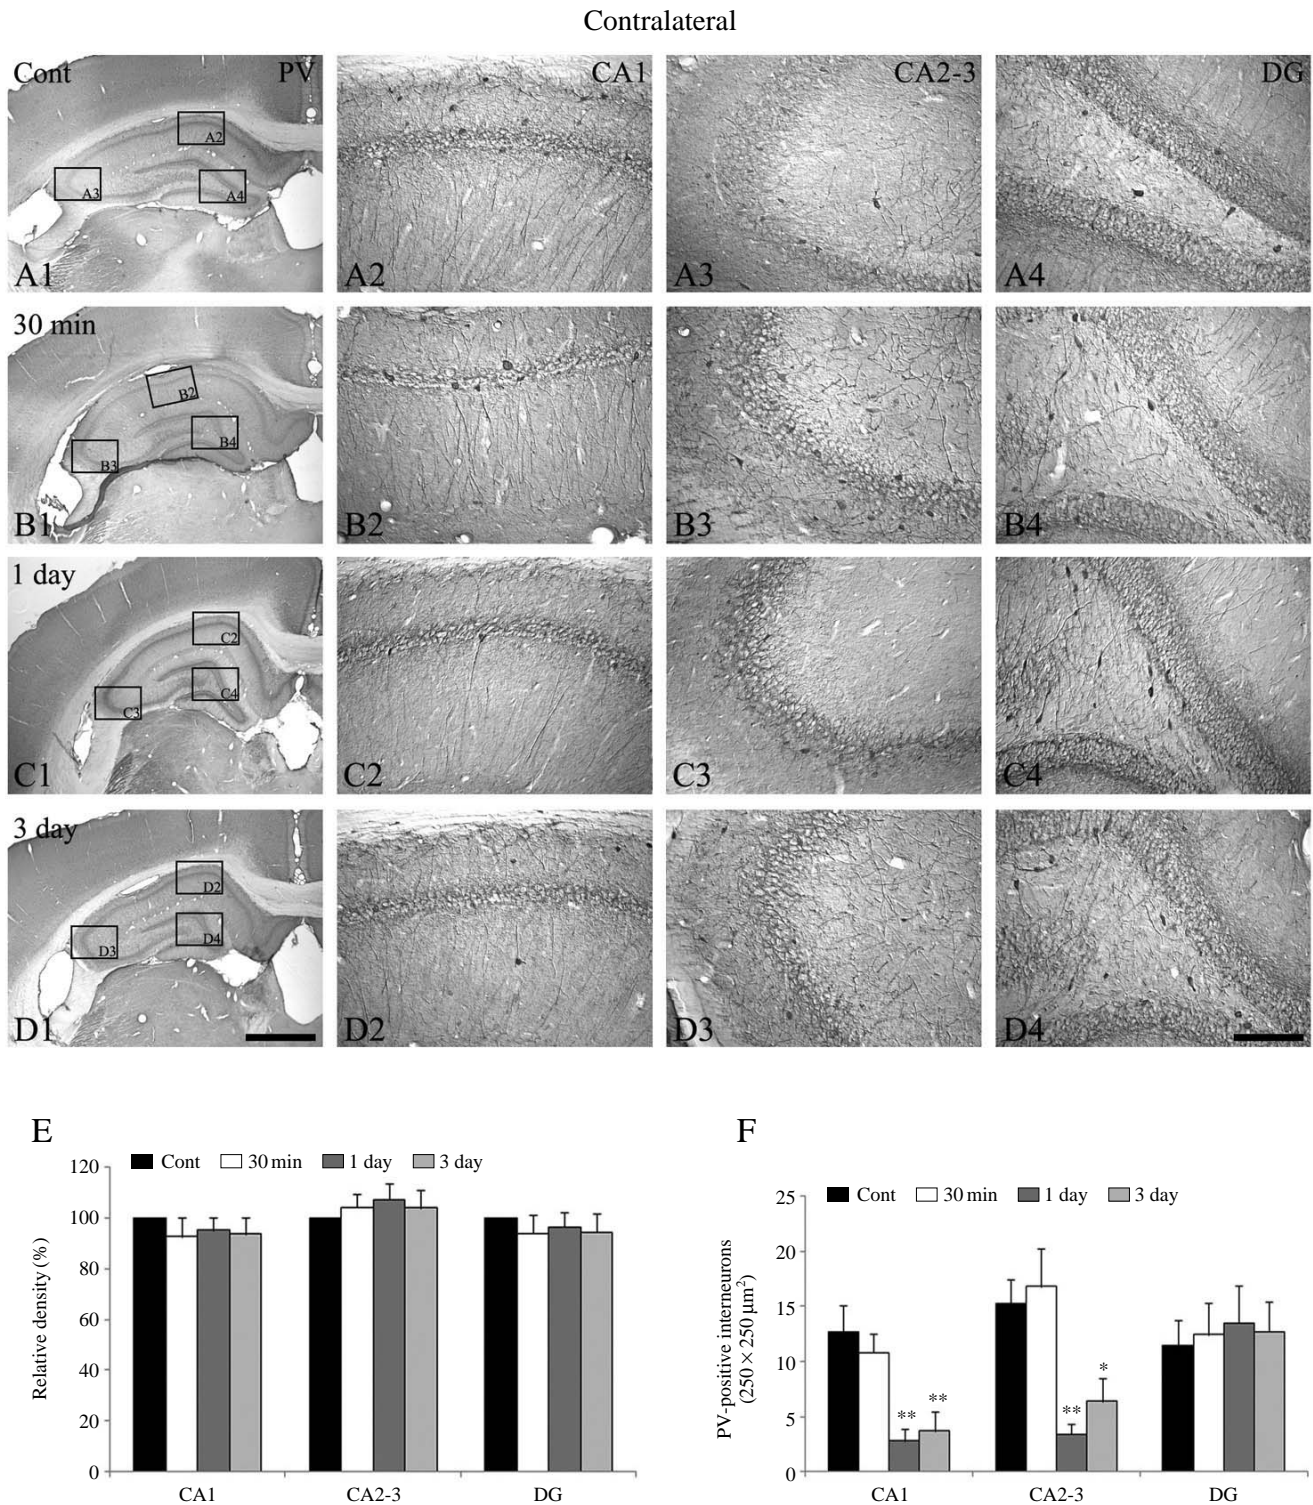 Contralateral
Cont PV CA1 CA2-3 DG
A2
A3 A4
A1 A2 A3 A4
30 min
B2
B4
B3
B1 B2 B3 B4
1 day
C2
C4
C3
C1 C2 C3 C4
3 day
D2
D4
D3
D1 D2 D3 D4
E
Cont 30 min 1 day 3 day
Relative density (%)
120
100
80
60
40
20
0
CA1 CA2-3 DG
F
Cont 30 min 1 day 3 day
PV-positive interneurons
(250 × 250 μm²)
25
20
15
10
5
0
** ** ** *
CA1 CA2-3 DG